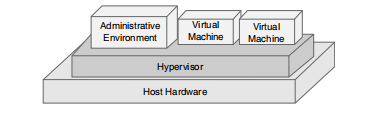 Administrative
Environment
Virtual
Machine
Virtual
Machine
Hypervisor
Host Hardware